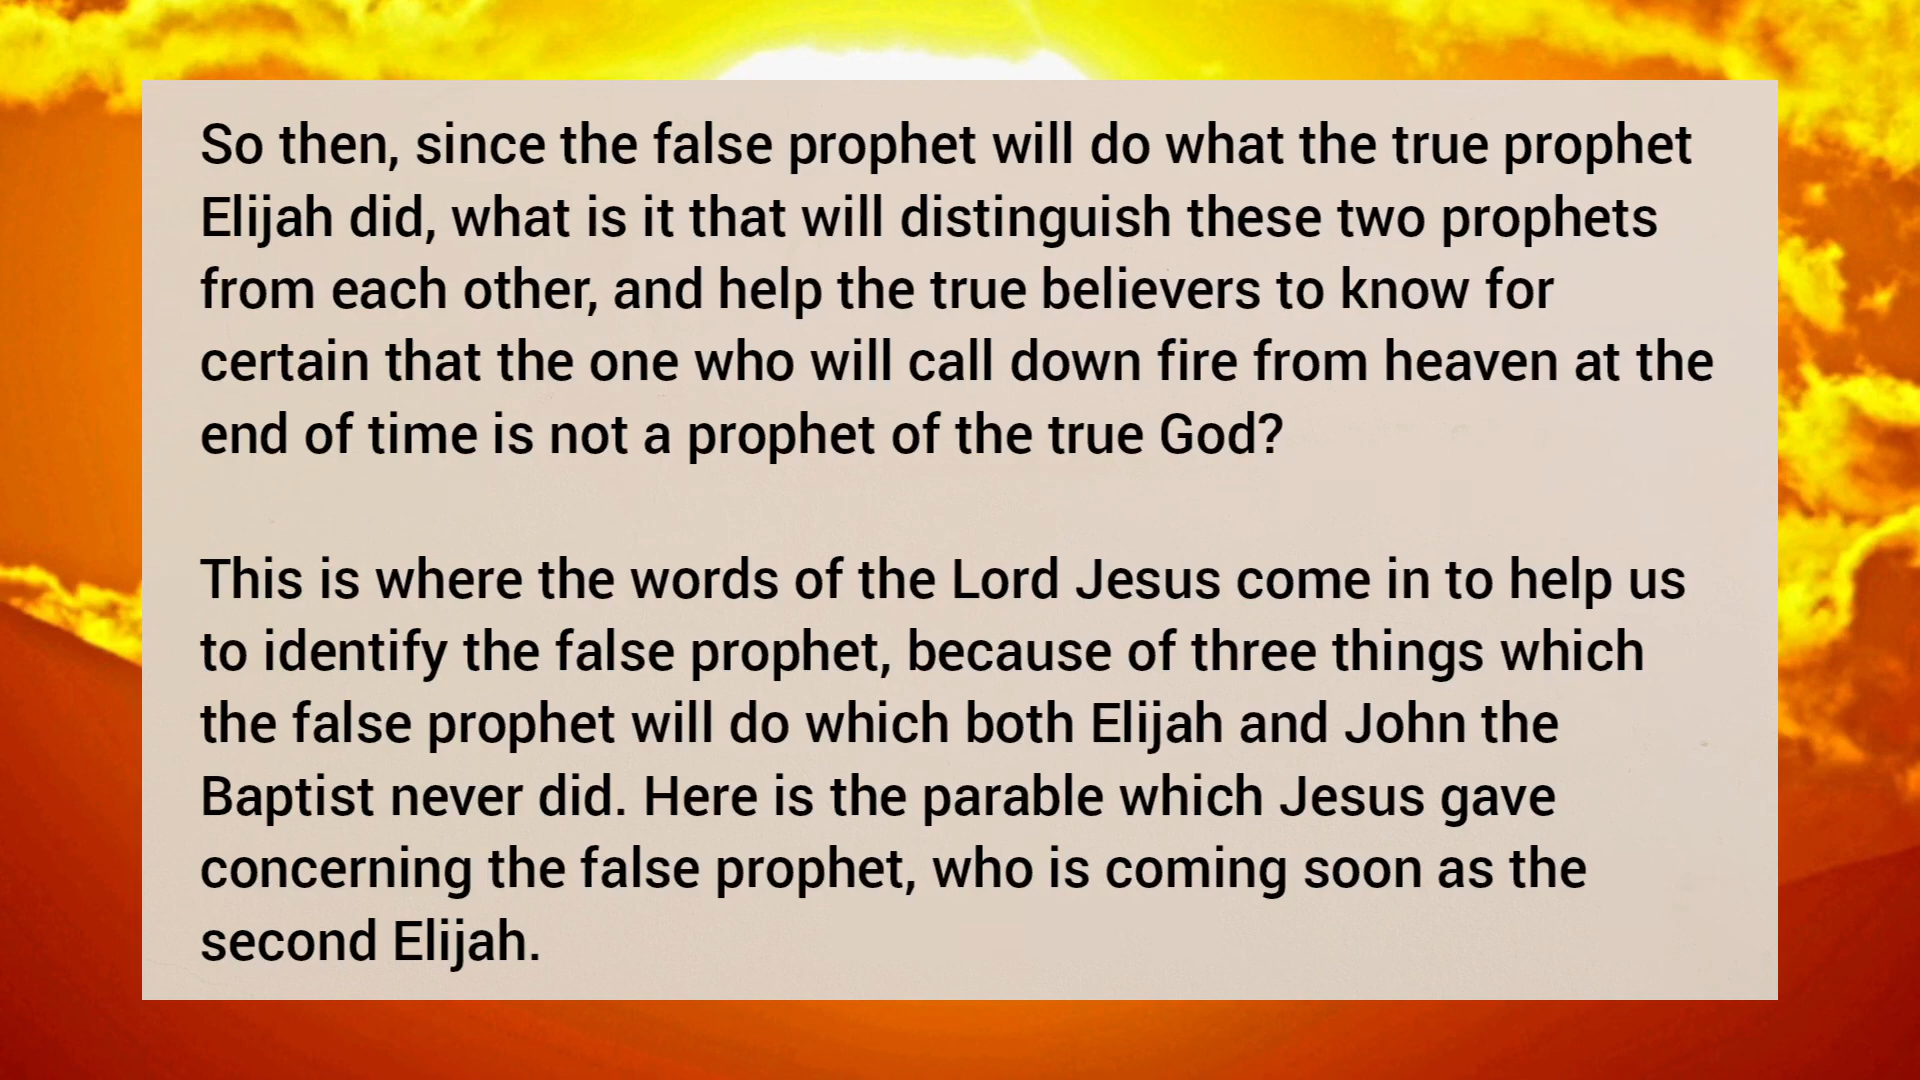 So then, since the false prophet will do what the true prophet
Elijah did, what is it that will distinguish these two prophets
from each other, and help the true believers to know for
certain that the one who will call down fire from heaven at the
end of time is not a prophet of the true God?
This is where the words of the Lord Jesus come in to help us
to identify the false prophet, because of three things which
the false prophet will do which both Elijah and John the
Baptist never did. Here is the parable which Jesus gave
concerning the false prophet, who is coming soon as the
second Elijah.